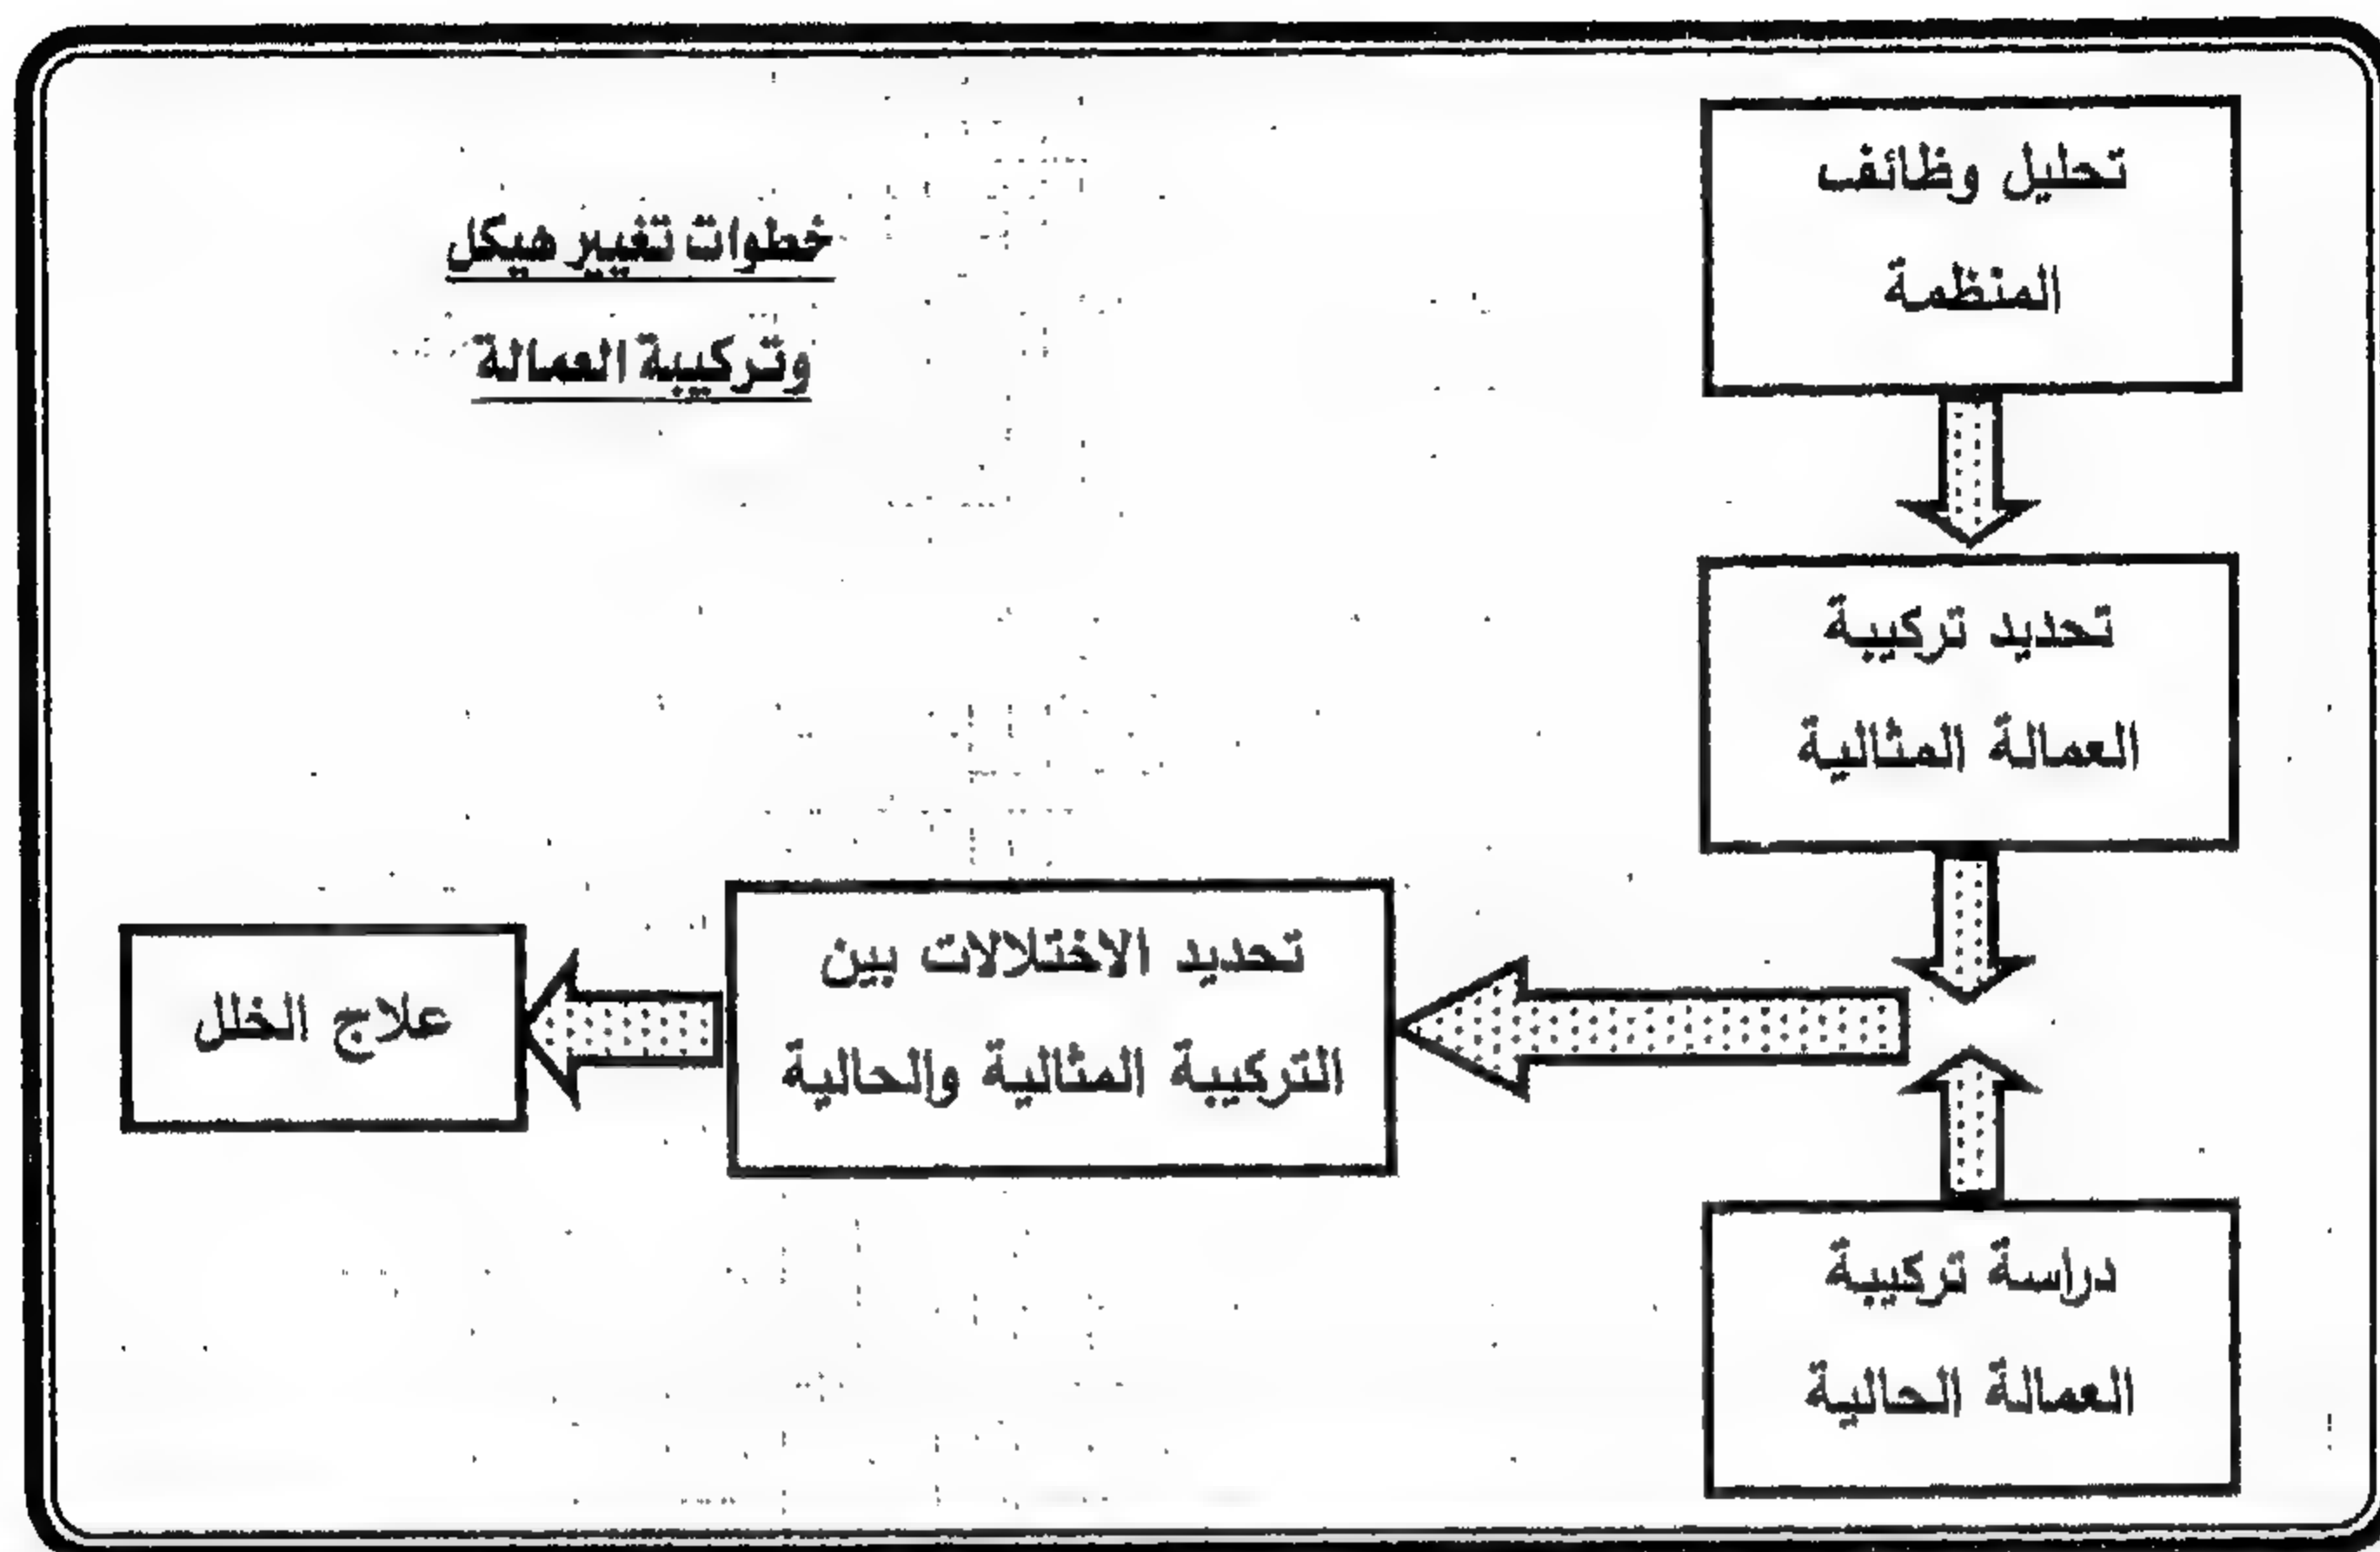 خطوات تغيير هيكل
وتركيبة العمالة
تحليل وظائف
المنظمة
تحديد تركيبة
العمالة المثالية
دراسة تركيبة
العمالة الحالية
تحديد الاختلالات بين
التركيبة المثالية والحالية
علاج الخلل